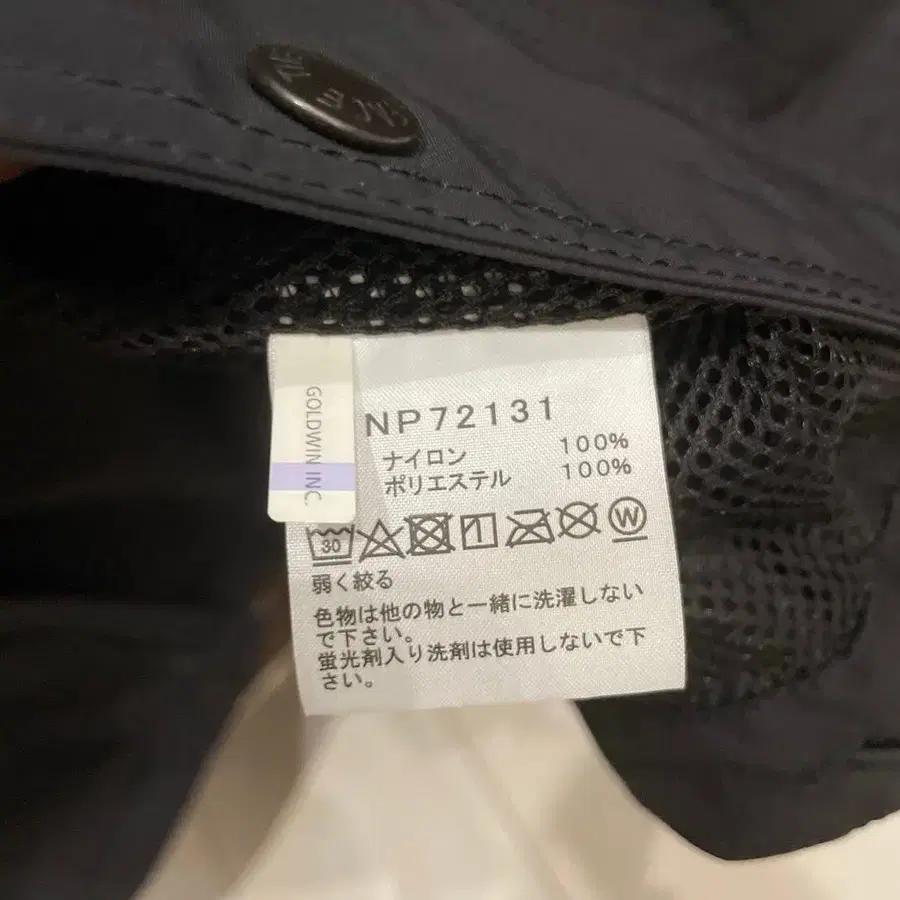 THE
GOLDWIN INC.
NP72131
ナイロン 100%
ポリエステル 100%
30 W
弱く絞る
色物は他の物と一緒に洗濯しない
で下さい。
蛍光剤入り洗剤は使用しないで下
さい。